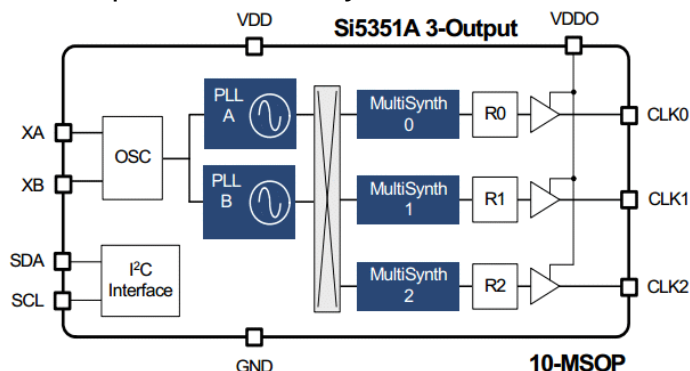 VDD
Si5351A 3-Output
VDDO
XA
XB
OSC
PLL
A
PLL
B
MultiSynth
0
R0
CLK0
MultiSynth
1
R1
CLK1
MultiSynth
2
R2
CLK2
SDA
SCL
I²C
Interface
GND
10-MSOP